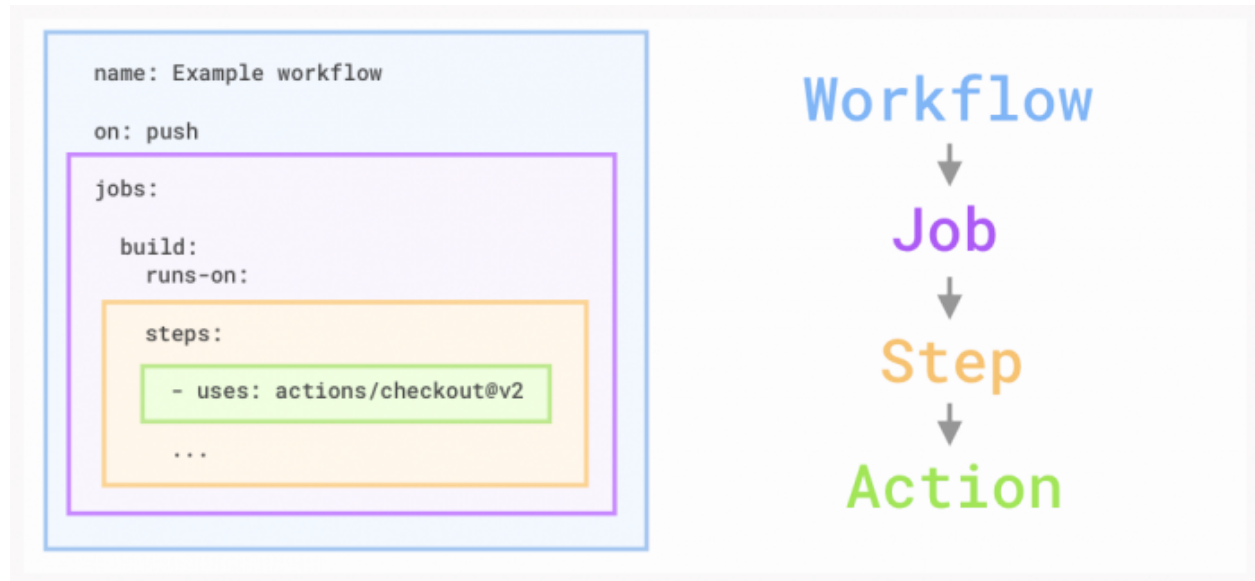 name: Example workflow
on: push
jobs:
build:
runs-on:
steps:
- uses: actions/checkout@v2
...
Workflow
Job
Step
Action